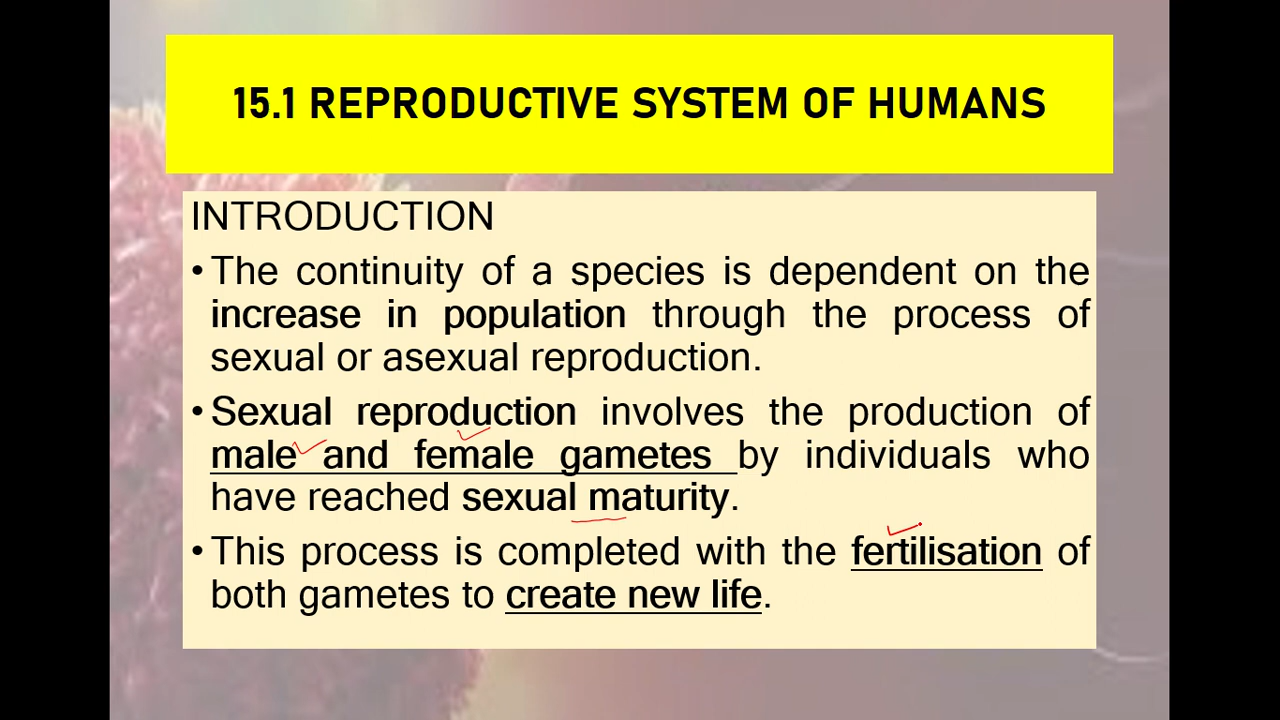 15.1 REPRODUCTIVE SYSTEM OF HUMANS
INTRODUCTION
•The continuity of a species is dependent on the
increase in population through the process of
sexual or asexual reproduction.
•Sexual reproduction involves the production of
male and female gametes by individuals who
have reached sexual maturity.
•This process is completed with the fertilisation of
both gametes to create new life.